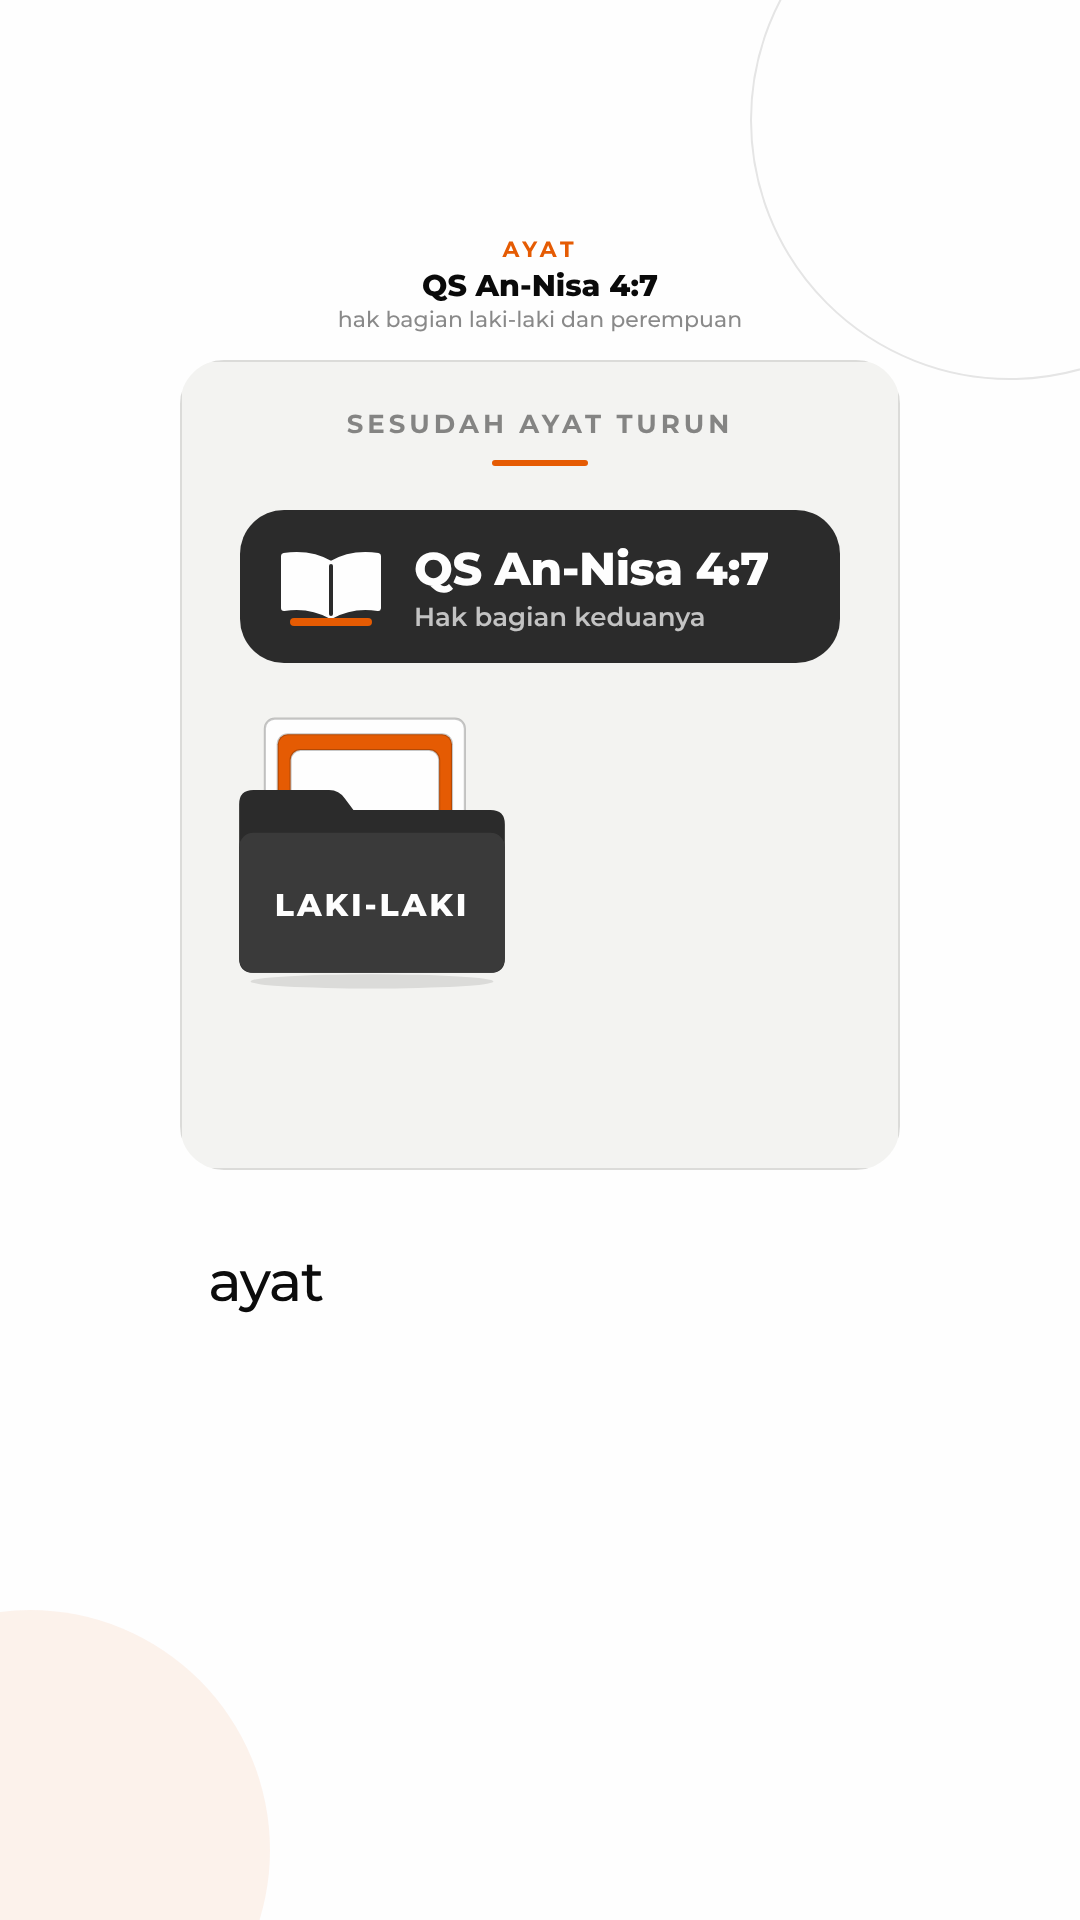 AYAT
QS An-Nisa 4:7
hak bagian laki-laki dan perempuan
SESUDAH AYAT TURUN
QS An-Nisa 4:7
Hak bagian keduanya
LAKI-LAKI
ayat